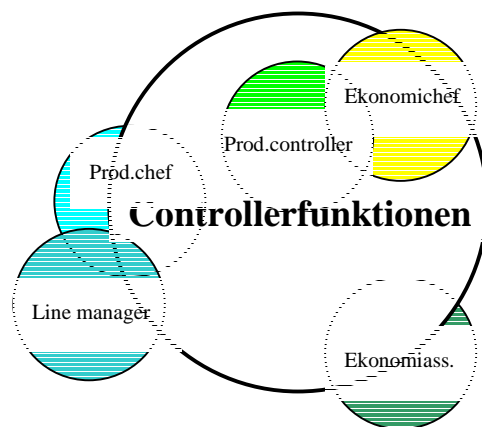 Ekonomichef
Prod.controller
Prod.chef
Controllerfunktionen
Line manager
Ekonomiass.